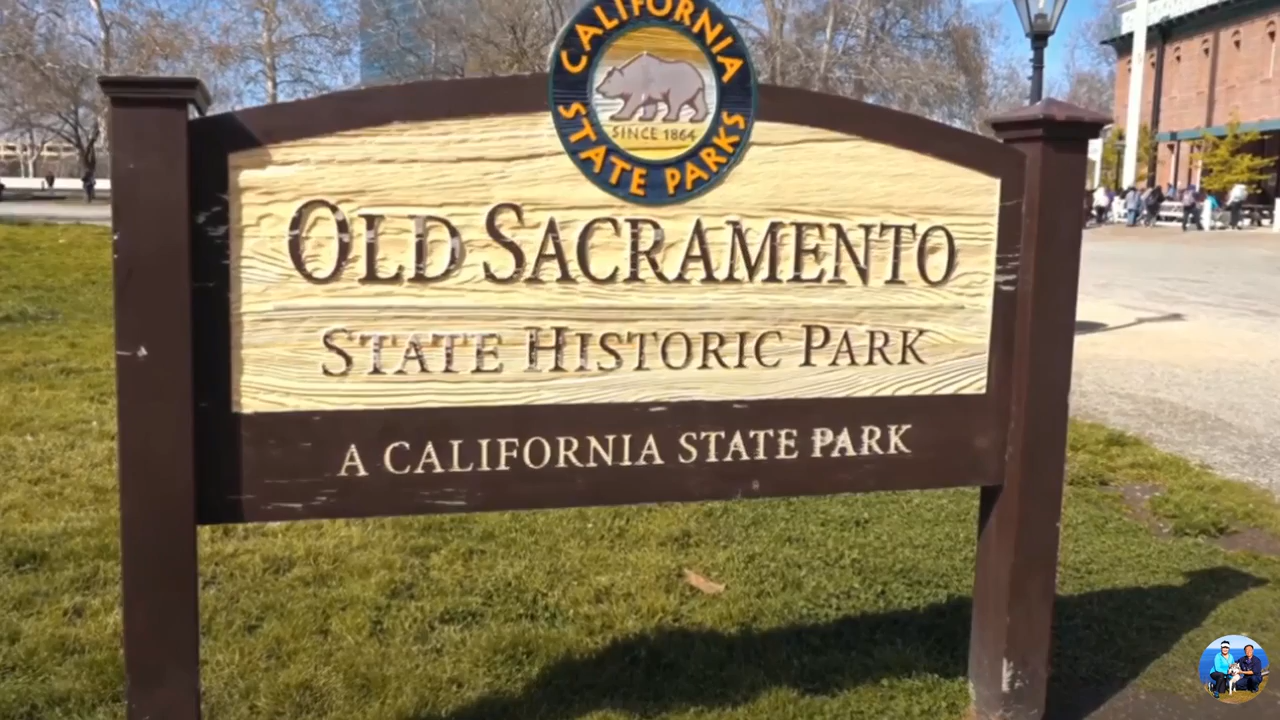 CALIFORNIA
SINCE 1864
STATE PARKS
OLD SACRAMENTO
STATE HISTORIC PARK
A CALIFORNIA STATE PARK